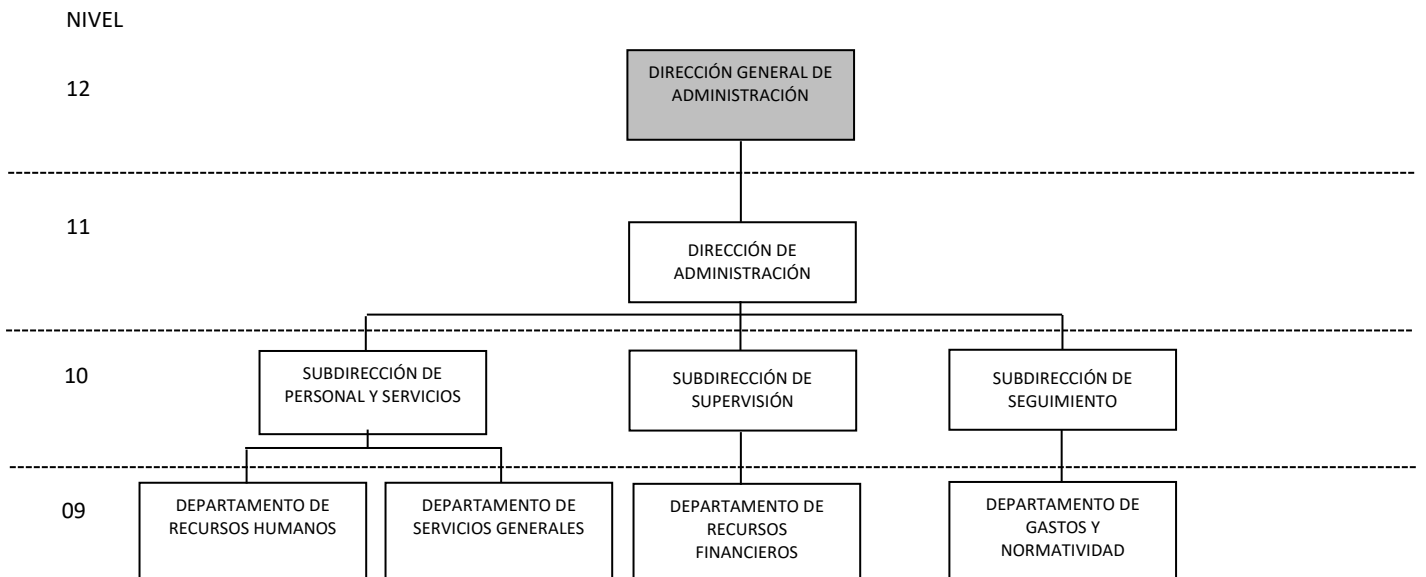 NIVEL
12
DIRECCIÓN GENERAL DE
ADMINISTRACIÓN
11
DIRECCIÓN DE
ADMINISTRACIÓN
10
SUBDIRECCIÓN DE
PERSONAL Y SERVICIOS
SUBDIRECCIÓN DE
SUPERVISIÓN
SUBDIRECCIÓN DE
SEGUIMIENTO
09
DEPARTAMENTO DE
RECURSOS HUMANOS
DEPARTAMENTO DE
SERVICIOS GENERALES
DEPARTAMENTO DE
RECURSOS
FINANCIEROS
DEPARTAMENTO DE
GASTOS Y
NORMATIVIDAD